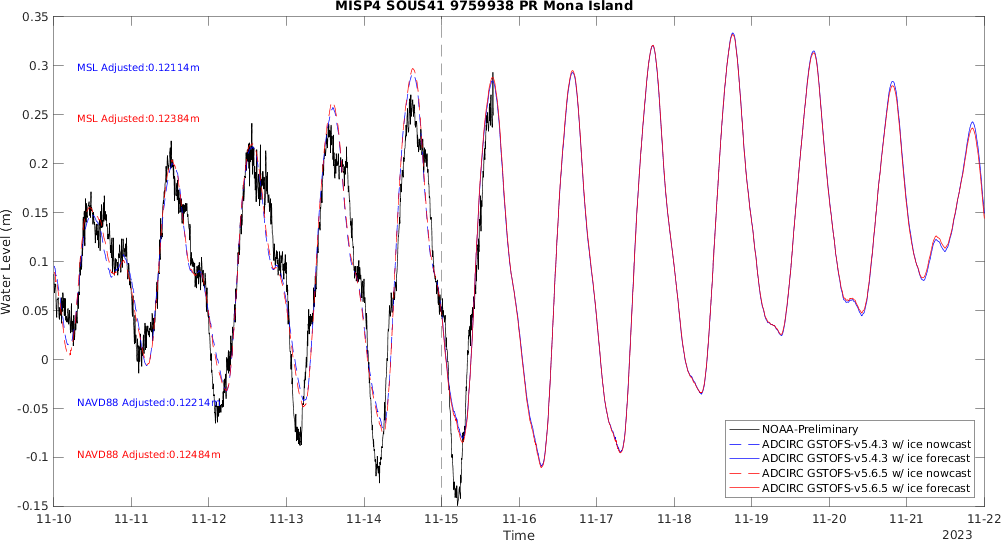 MISP4 SOUS41 9759938 PR Mona Island
0.35
0.3
0.25
0.2
0.15
0.1
0.05
0
-0.05
-0.1
-0.15
Water Level (m)
MSL Adjusted:0.12114m
MSL Adjusted:0.12384m
NAVD88 Adjusted:0.12214m
NAVD88 Adjusted:0.12484m
NOAA-Preliminary
ADCIRC GSTOFS-v5.4.3 w/ ice nowcast
ADCIRC GSTOFS-v5.4.3 w/ ice forecast
ADCIRC GSTOFS-v5.6.5 w/ ice nowcast
ADCIRC GSTOFS-v5.6.5 w/ ice forecast
11-10 11-11 11-12 11-13 11-14 11-15 11-16 11-17 11-18 11-19 11-20 11-21 11-22
Time
2023